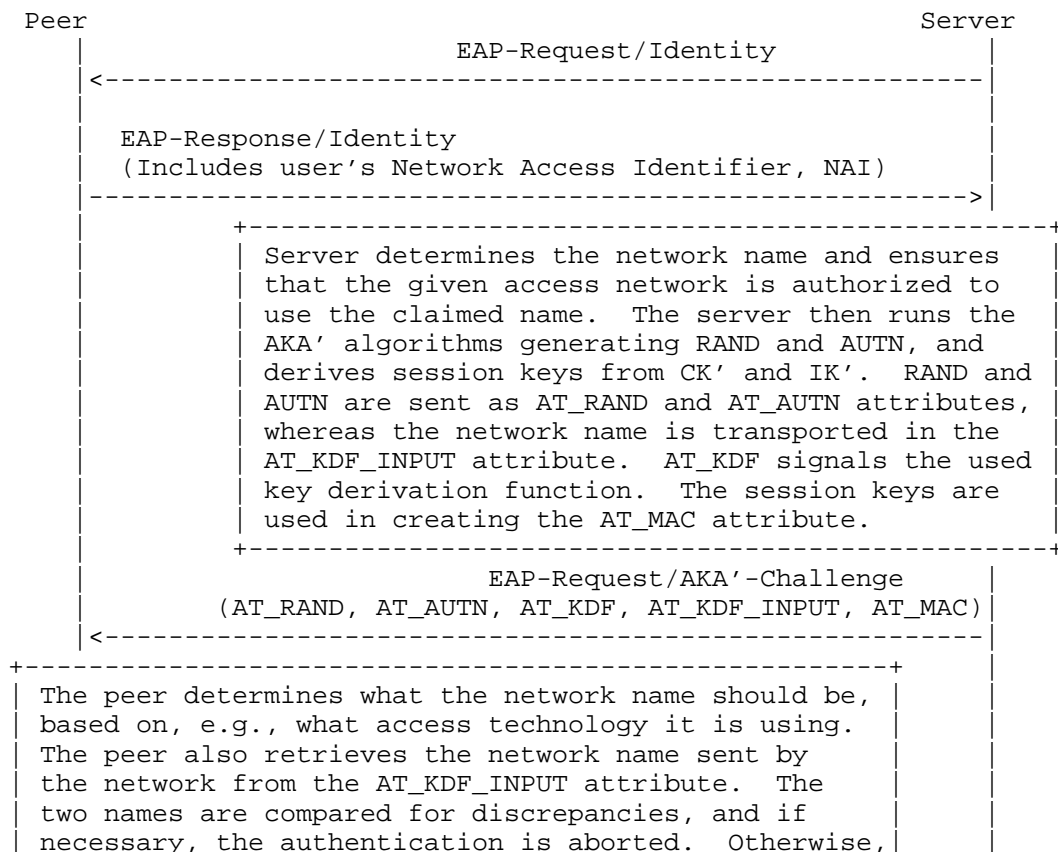 Peer Server
EAP-Request/Identity
EAP-Response/Identity
(Includes user's Network Access Identifier, NAI)
Server determines the network name and ensures
that the given access network is authorized to
use the claimed name. The server then runs the
AKA' algorithms generating RAND and AUTN, and
derives session keys from CK' and IK'. RAND and
AUTN are sent as AT_RAND and AT_AUTN attributes,
whereas the network name is transported in the
AT_KDF_INPUT attribute. AT_KDF signals the used
key derivation function. The session keys are
used in creating the AT_MAC attribute.
EAP-Request/AKA'-Challenge
(AT_RAND, AT_AUTN, AT_KDF, AT_KDF_INPUT, AT_MAC)
The peer determines what the network name should be,
based on, e.g., what access technology it is using.
The peer also retrieves the network name sent by
the network from the AT_KDF_INPUT attribute. The
two names are compared for discrepancies, and if
necessary, the authentication is aborted. Otherwise,